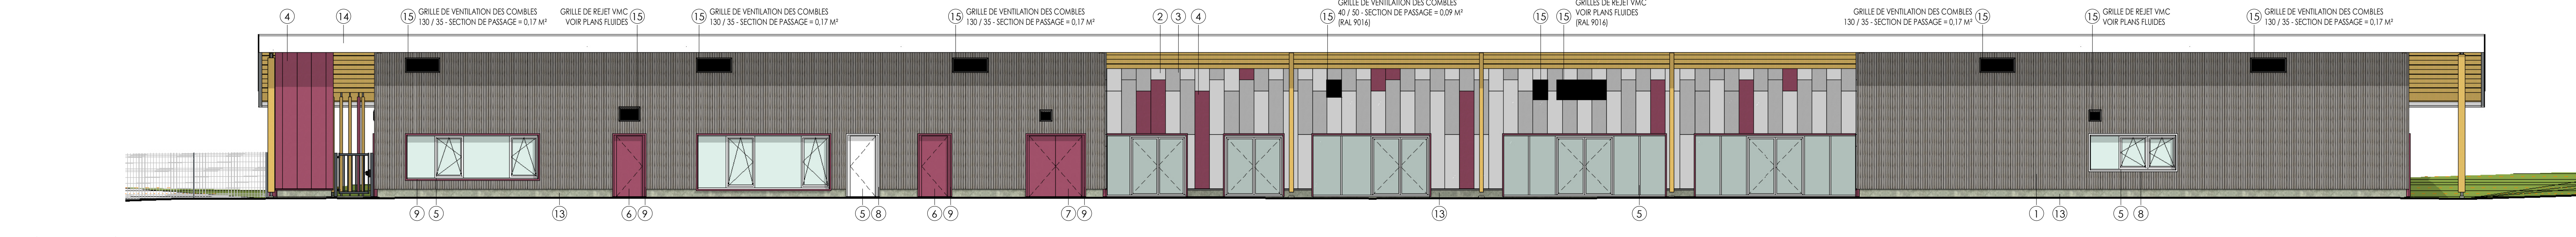 4
14
15
GRILLE DE VENTILATION DES COMBLES
130 / 35 - SECTION DE PASSAGE = 0,17 M²
GRILLE DE REJET VMC
VOIR PLANS FLUIDES
15
15
GRILLE DE VENTILATION DES COMBLES
130 / 35 - SECTION DE PASSAGE = 0,17 M²
15
GRILLE DE VENTILATION DES COMBLES
130 / 35 - SECTION DE PASSAGE = 0,17 M²
2
3
4
15
GRILLE DE VENTILATION DES COMBLES
40 / 50 - SECTION DE PASSAGE = 0,09 M²
(RAL 9016)
15
15
GRILLES DE REJET VMC
VOIR PLANS FLUIDES
(RAL 9016)
GRILLE DE VENTILATION DES COMBLES
130 / 35 - SECTION DE PASSAGE = 0,17 M²
15
15
GRILLE DE REJET VMC
VOIR PLANS FLUIDES
15
GRILLE DE VENTILATION DES COMBLES
130 / 35 - SECTION DE PASSAGE = 0,17 M²
9
5
13
6
9
5
8
6
9
7
9
13
5
1
13
5
8